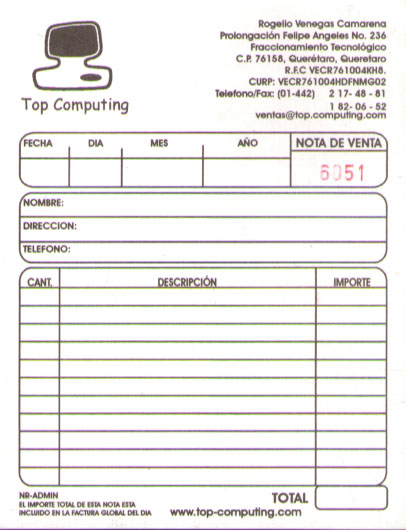 Rogelio Venegas Camarena
Prolongación Felipe Angeles No. 236
Fraccionamiento Tecnológico
C.P. 76158, Querétaro, Queretaro
R.F.C VECR761004KH8.
CURP: VECR761004HDFNMG02
Telefono/Fax: (01-442) 2 17- 48 - 81
1 82- 06 - 52
ventas@top.computing.com
Top Computing
FECHA DIA MES AÑO NOTA DE VENTA
6051
NOMBRE:
DIRECCION:
TELEFONO:
CANT. DESCRIPCIÓN IMPORTE
NR-ADMIN
EL IMPORTE TOTAL DE ESTA NOTA ESTA
INCLUIDO EN LA FACTURA GLOBAL DEL DIA
www.top-computing.com
TOTAL